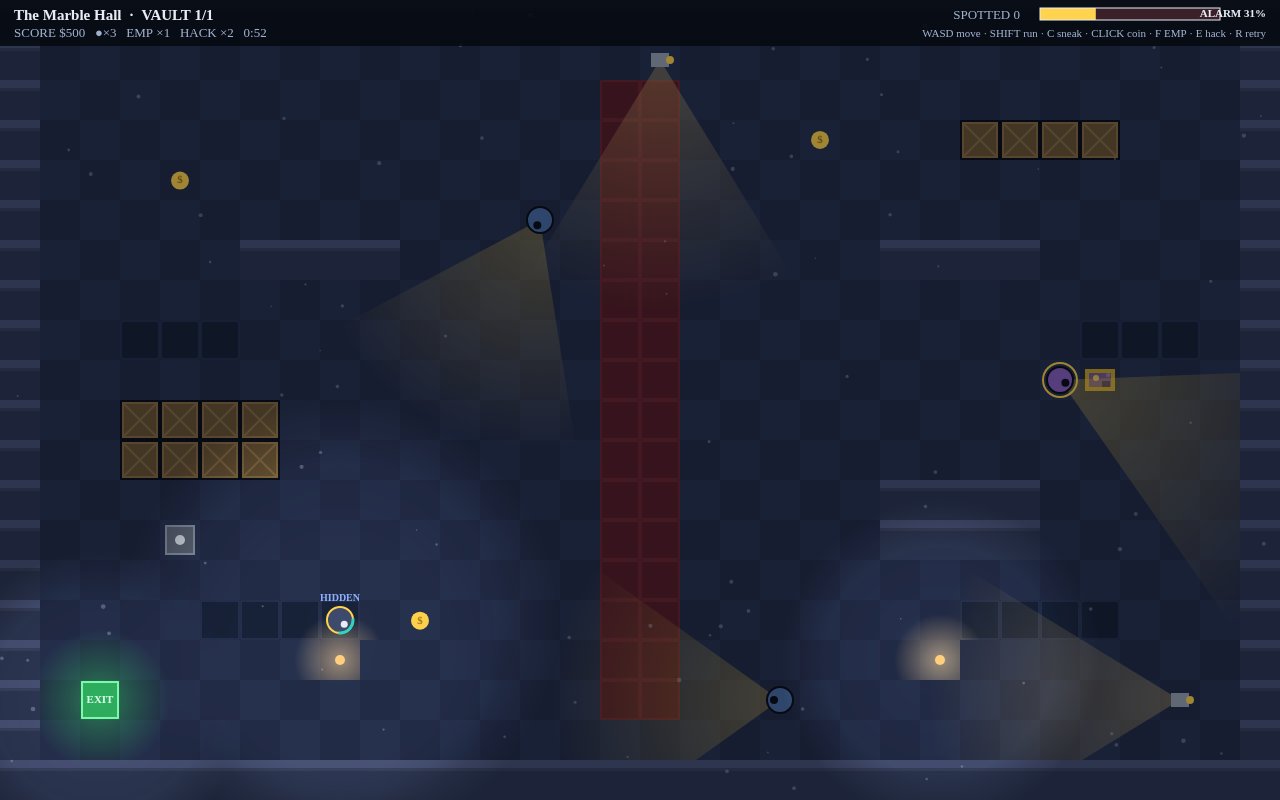 The Marble Hall · VAULT 1/1
SPOTTED 0
ALARM 31%
SCORE $500 ●×3 EMP ×1 HACK ×2 0:52
WASD move · SHIFT run · C sneak · CLICK coin · F EMP · E hack · R retry
$
$
HIDDEN
$
EXIT